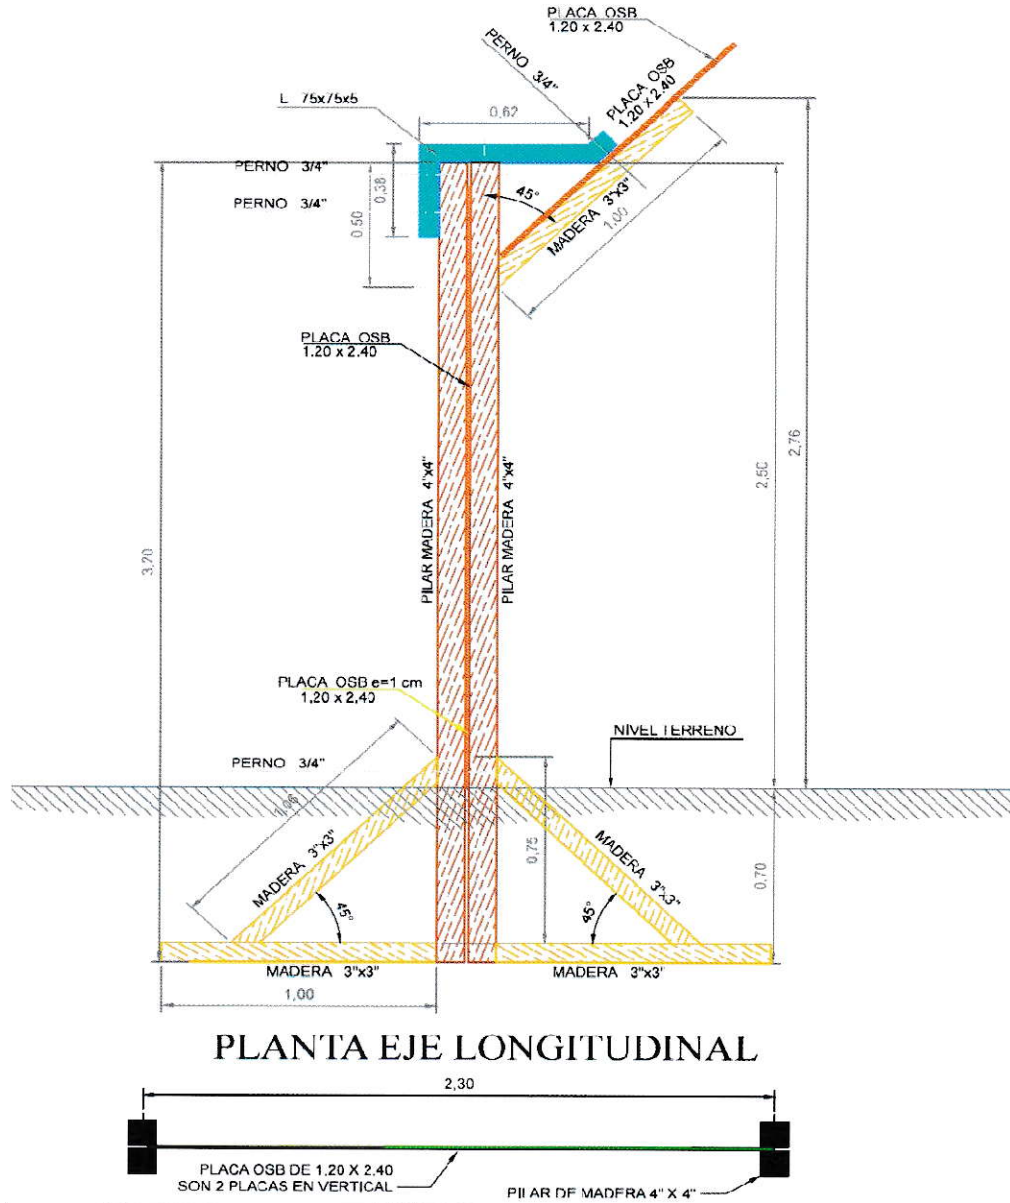 PLACA OSB
1.20 x 2.40
PERNO 3/4"
PLACA OSB
1.20 x 2.40
L 75x75x5
0,62
PERNO 3/4"
PERNO 3/4"
0.50
0,38
45°
MADERA 3"x3"
1,00
PLACA OSB
1.20 x 2.40
PILAR MADERA 4"x4"
PILAR MADERA 4"x4"
2,76
2,50
3,20
PLACA OSB e=1 cm
1,20 x 2,40
NIVEL TERRENO
PERNO 3/4"
1,06
MADERA 3"x3"
45°
0,75
MADERA 3"x3"
45°
0,70
MADERA 3"x3"
MADERA 3"x3"
1,00
PLANTA EJE LONGITUDINAL
2,30
PLACA OSB DE 1,20 X 2.40
SON 2 PLACAS EN VERTICAL
PILAR DE MADERA 4" X 4"